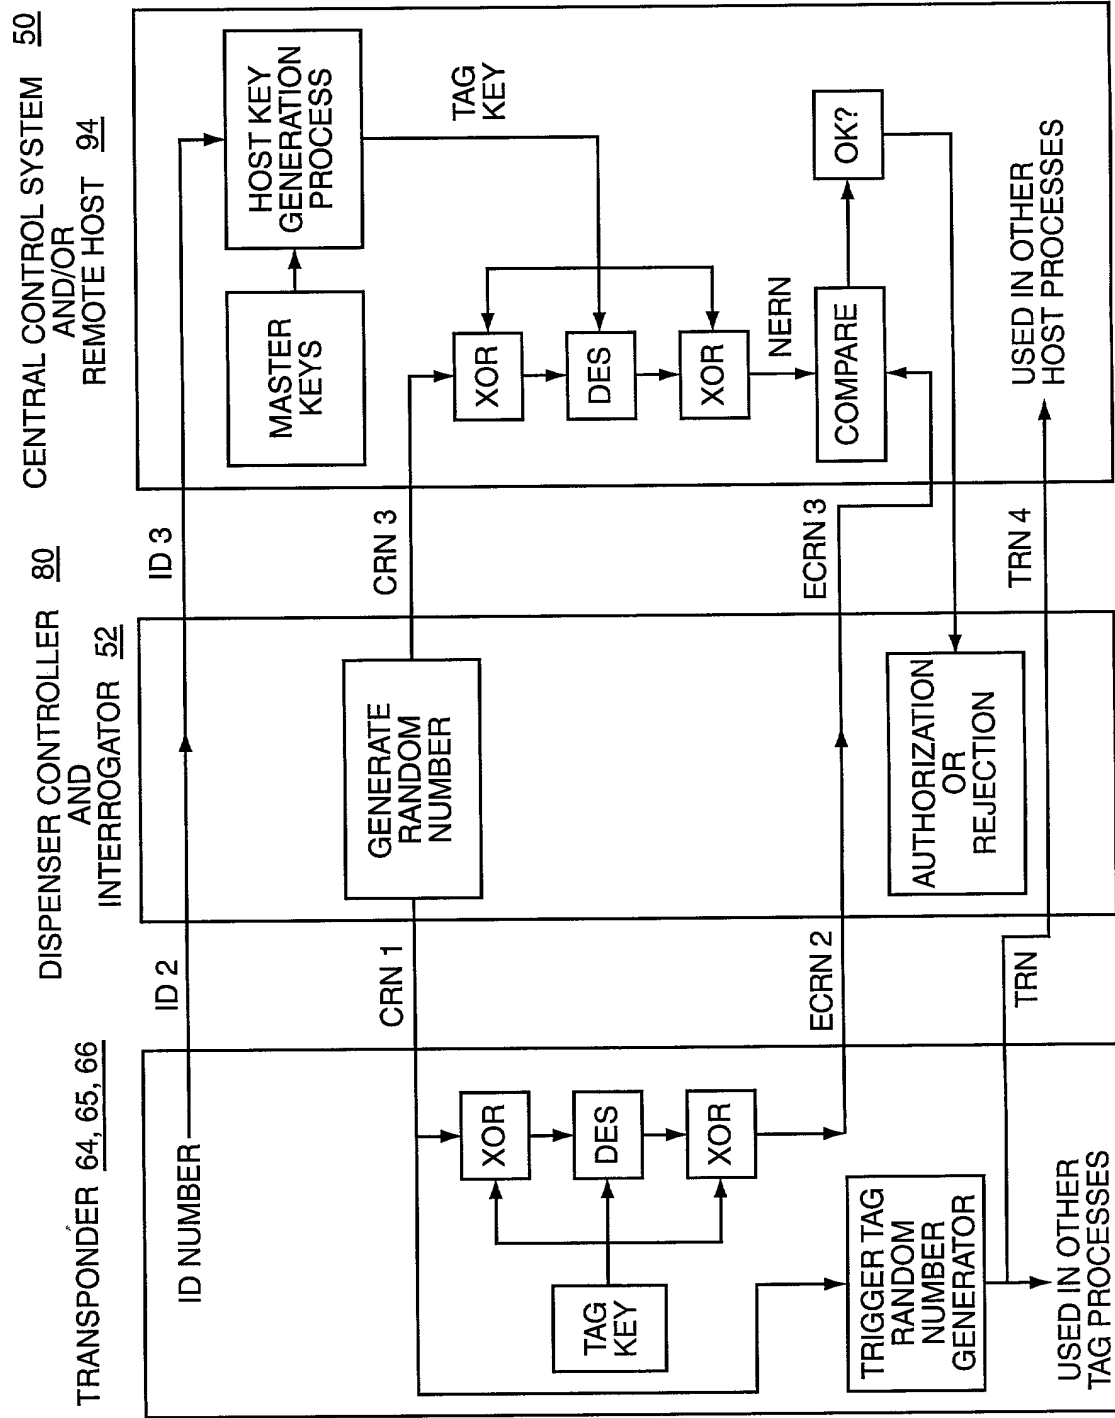 TRANSPONDER 64, 65, 66
DISPENSER CONTROLLER 80
AND
INTERROGATOR 52
CENTRAL CONTROL SYSTEM 50
AND/OR
REMOTE HOST 94
ID NUMBER
ID 2
ID 3
MASTER
KEYS
HOST KEY
GENERATION
PROCESS
TAG
KEY
CRN 1
GENERATE
RANDOM
NUMBER
CRN 3
XOR
DES
XOR
TAG
KEY
XOR
DES
XOR
NERN
ECRN 2
ECRN 3
COMPARE
OK?
TRIGGER TAG
RANDOM
NUMBER
GENERATOR
AUTHORIZATION
OR
REJECTION
TRN
TRN 4
USED IN OTHER
HOST PROCESSES
USED IN OTHER
TAG PROCESSES